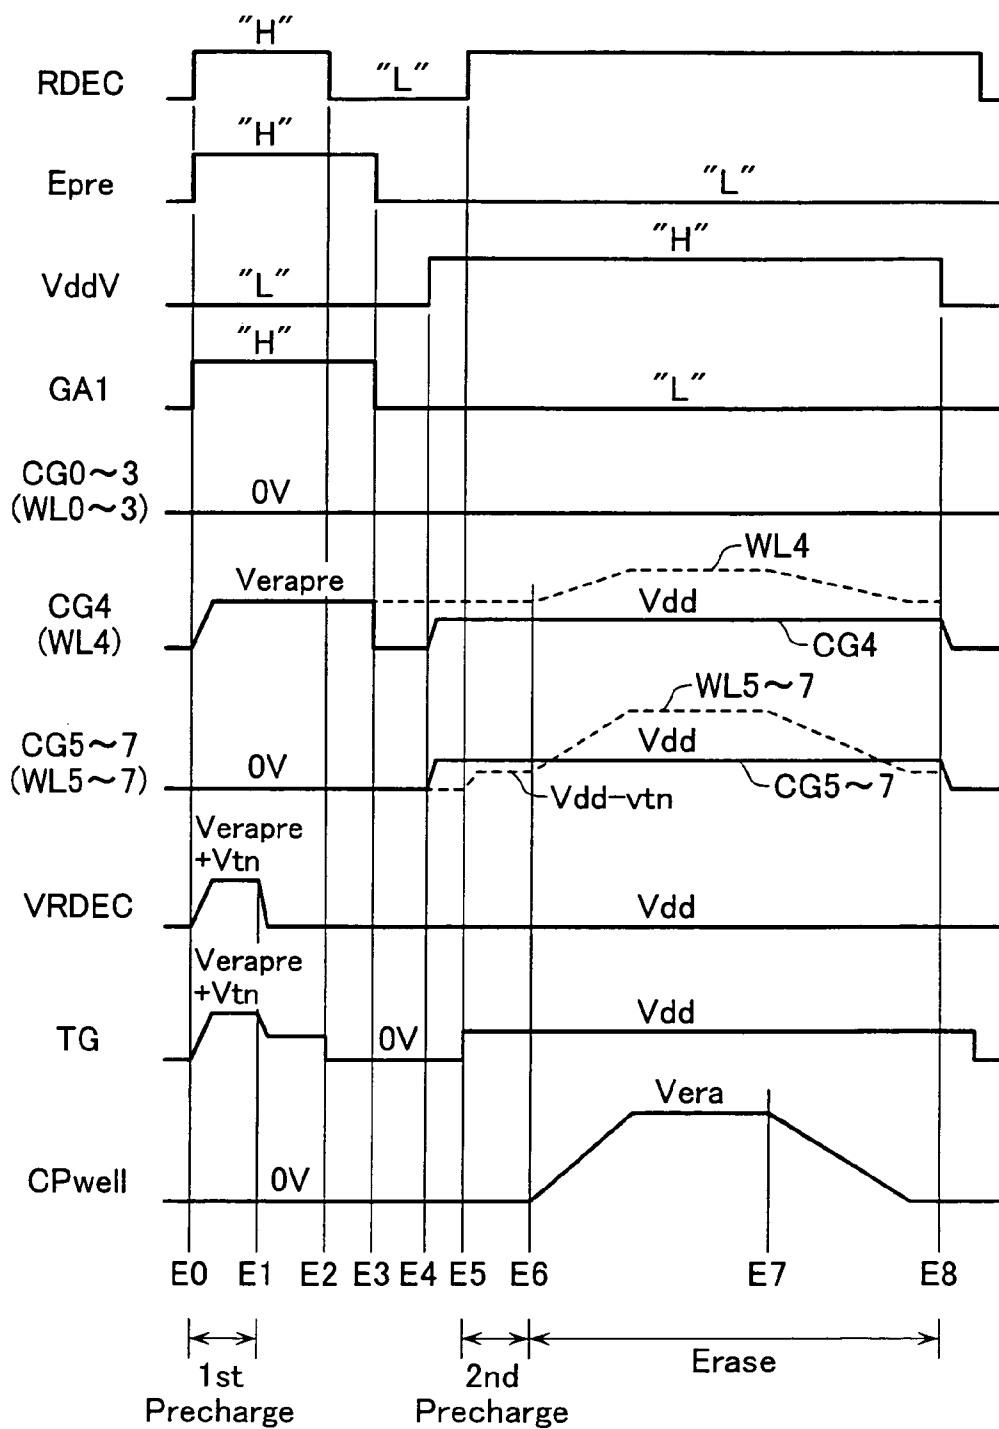 "H"
RDEC
"L"
"H"
Epre
"L"
"H"
VddV
"L"
"H"
GA1
"L"
CG0～3
(WL0～3)
0V
WL4
Verapre
Vdd
CG4
(WL4)
CG4
WL5～7
CG5～7
(WL5～7)
0V
Vdd
Vdd-vtn
CG5～7
Verapre
+Vtn
VRDEC
Vdd
Verapre
+Vtn
TG
0V
Vdd
Vera
CPwell
0V
E0 E1 E2 E3 E4 E5 E6 E7 E8
1st
Precharge
2nd
Precharge
Erase